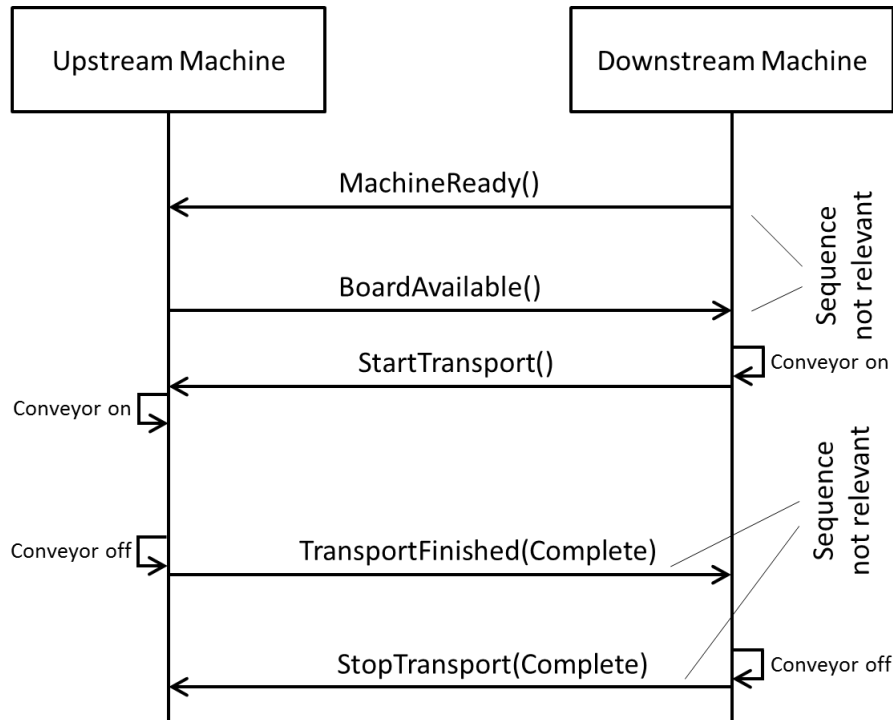 Upstream Machine
Downstream Machine
MachineReady()
Sequence
not relevant
BoardAvailable()
StartTransport()
Conveyor on
Conveyor on
Sequence
not relevant
Conveyor off
TransportFinished(Complete)
StopTransport(Complete)
Conveyor off